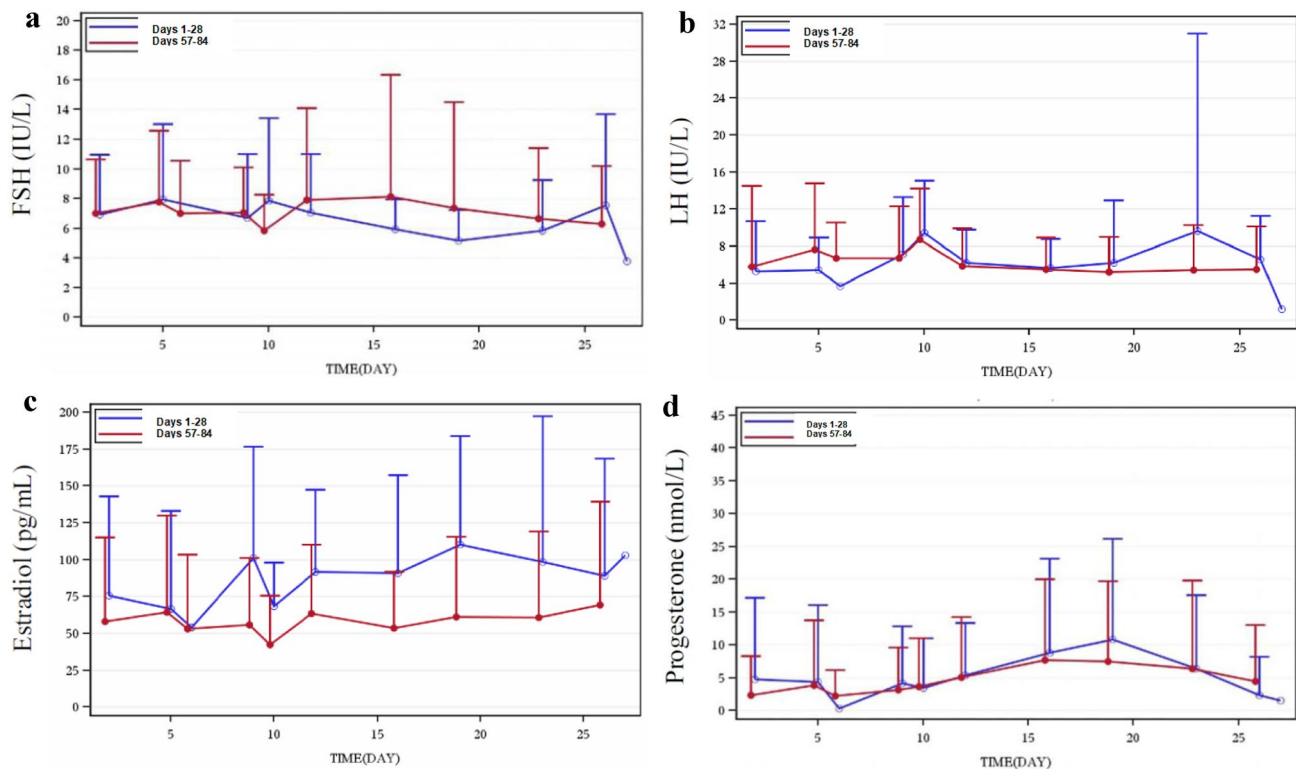 a
Days 1-28
Days 57-84
FSH (IU/L)
20
18
16
14
12
10
8
6
4
2
0
5 10 15 20 25
TIME(DAY)
b
Days 1-28
Days 57-84
LH (IU/L)
32
28
24
20
16
12
8
4
0
5 10 15 20 25
TIME(DAY)
c
Days 1-28
Days 57-84
Estradiol (pg/mL)
200
175
150
125
100
75
50
25
0
5 10 15 20 25
TIME(DAY)
d
Days 1-28
Days 57-84
Progesterone (nmol/L)
45
40
35
30
25
20
15
10
5
0
5 10 15 20 25
TIME(DAY)